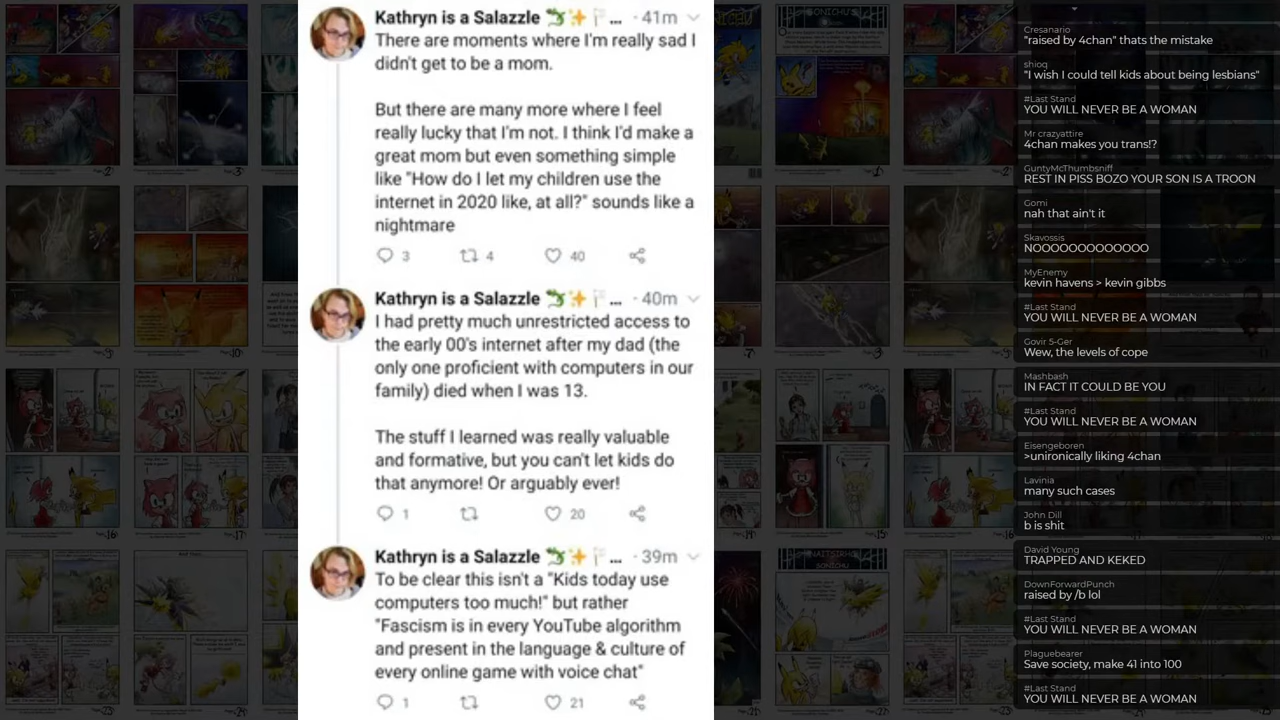 Kathryn is a Salazzle 🐉✨🏳 ... · 41m
There are moments where I'm really sad I
didn't get to be a mom.
But there are many more where I feel
really lucky that I'm not. I think I'd make a
great mom but even something simple
like "How do I let my children use the
internet in 2020 like, at all?" sounds like a
nightmare
3 4 40
Kathryn is a Salazzle 🐉✨🏳 ... · 40m
I had pretty much unrestricted access to
the early 00's internet after my dad (the
only one proficient with computers in our
family) died when I was 13.
The stuff I learned was really valuable
and formative, but you can't let kids do
that anymore! Or arguably ever!
1 20
Kathryn is a Salazzle 🐉✨🏳 ... · 39m
To be clear this isn't a "Kids today use
computers too much!" but rather
"Fascism is in every YouTube algorithm
and present in the language & culture of
every online game with voice chat"
1 21
Cresanario
"raised by 4chan" thats the mistake
shioq
"I wish I could tell kids about being lesbians"
#Last Stand
YOU WILL NEVER BE A WOMAN
Mr crazyattire
4chan makes you trans!?
GuntyMcThumbsniff
REST IN PISS BOZO YOUR SON IS A TROON
Gomi
nah that ain't it
Skavossis
NOOOOOOOOOOOOO
MyEnemy
kevin havens > kevin gibbs
#Last Stand
YOU WILL NEVER BE A WOMAN
Govir 5-Ger
Wew, the levels of cope
Mashbash
IN FACT IT COULD BE YOU
#Last Stand
YOU WILL NEVER BE A WOMAN
Eisengeboren
>unironically liking 4chan
Lavinia
many such cases
John Dill
b is shit
David Young
TRAPPED AND KEKED
DownForwardPunch
raised by /b lol
#Last Stand
YOU WILL NEVER BE A WOMAN
Plaguebearer
Save society, make 41 into 100
#Last Stand
YOU WILL NEVER BE A WOMAN